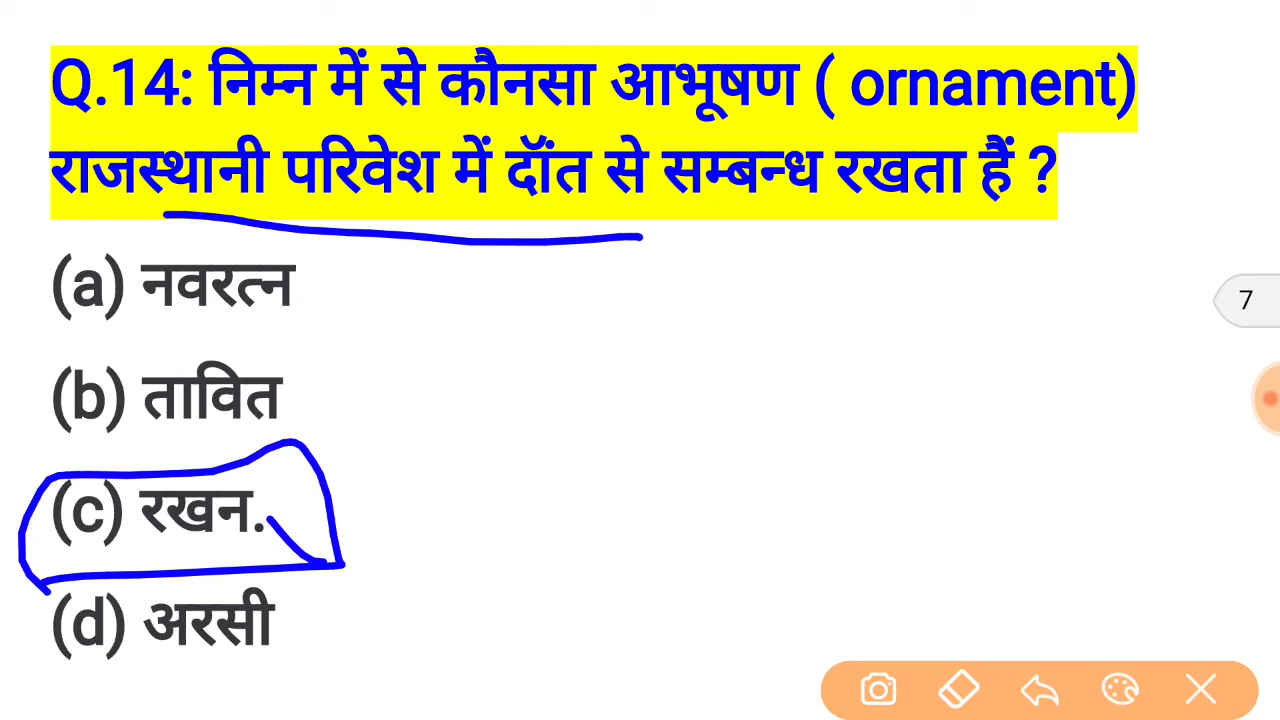 Q.14: निम्न में से कौनसा आभूषण ( ornament)
राजस्थानी परिवेश में दॉंत से सम्बन्ध रखता हैं ?
(a) नवरत्न
(b) तावित
(c) रखन.
(d) अरसी
7